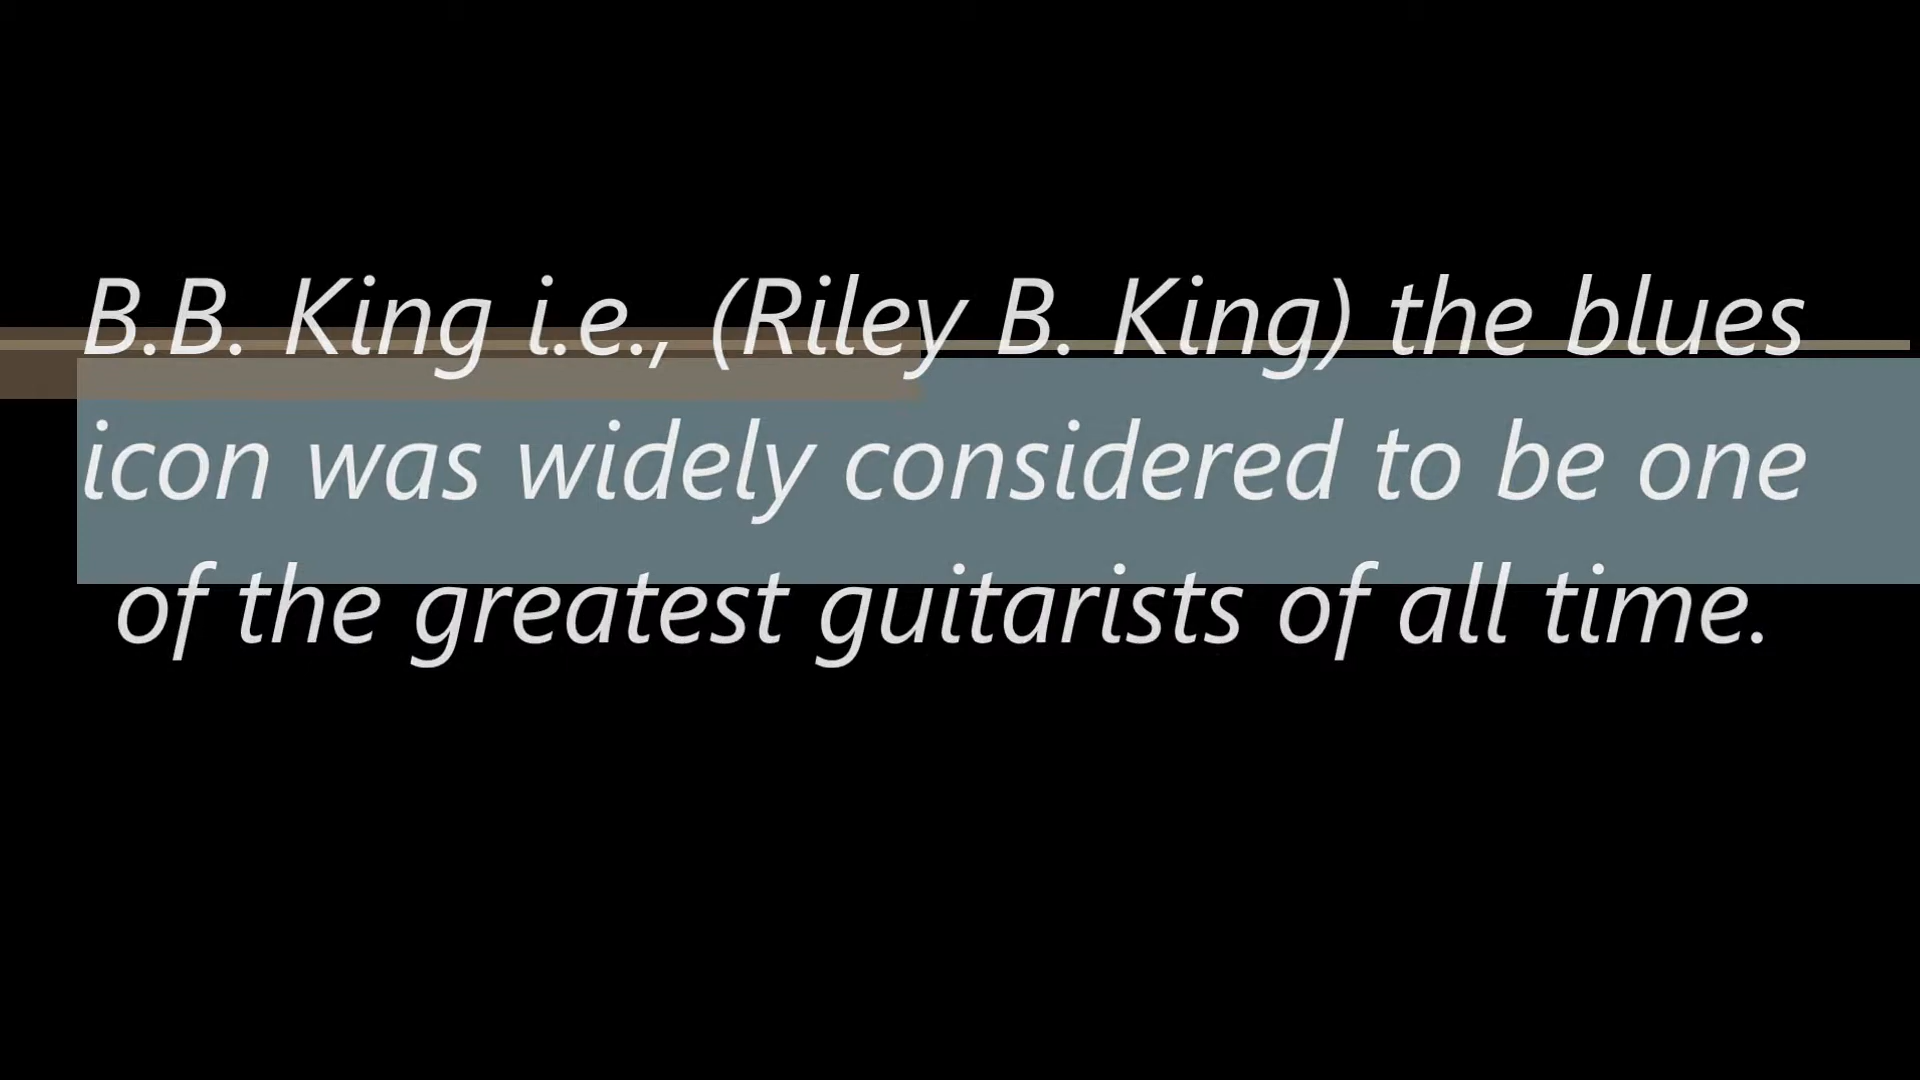 B.B. King i.e., (Riley B. King) the blues
icon was widely considered to be one
of the greatest guitarists of all time.